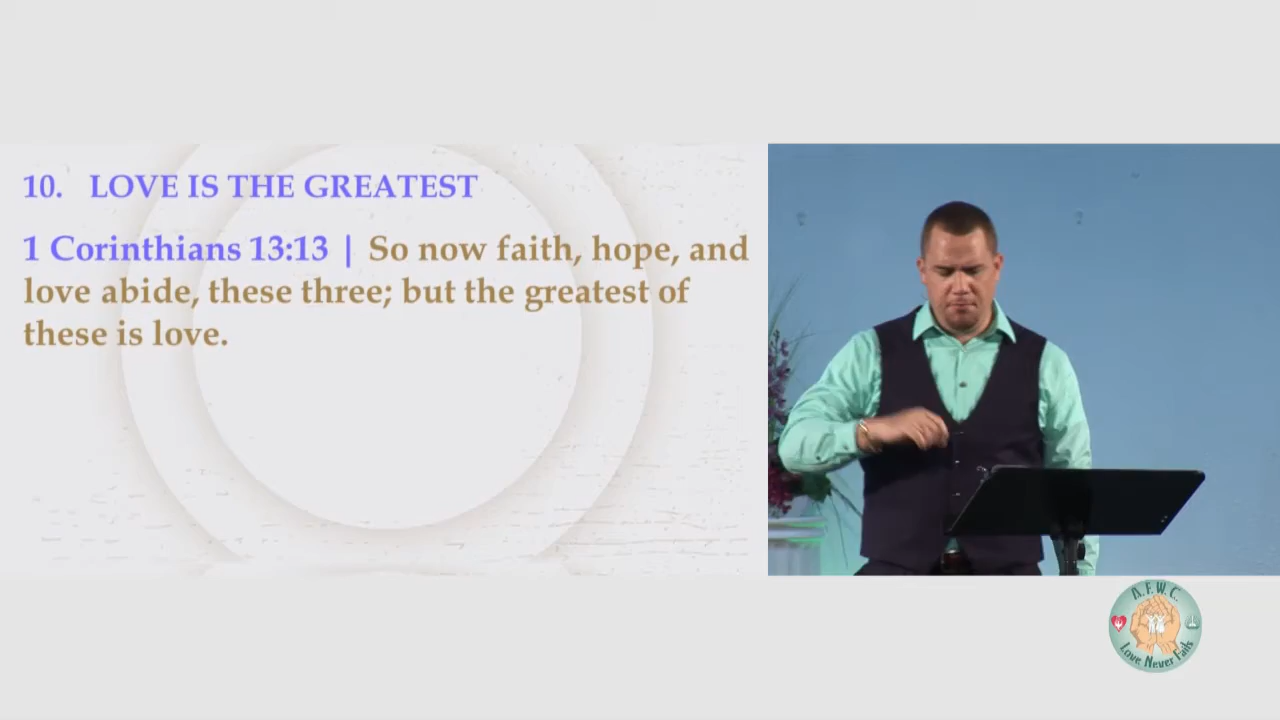 10. LOVE IS THE GREATEST
1 Corinthians 13:13 | So now faith, hope, and
love abide, these three; but the greatest of
these is love.
A.F.W.C.
Love Never Fails